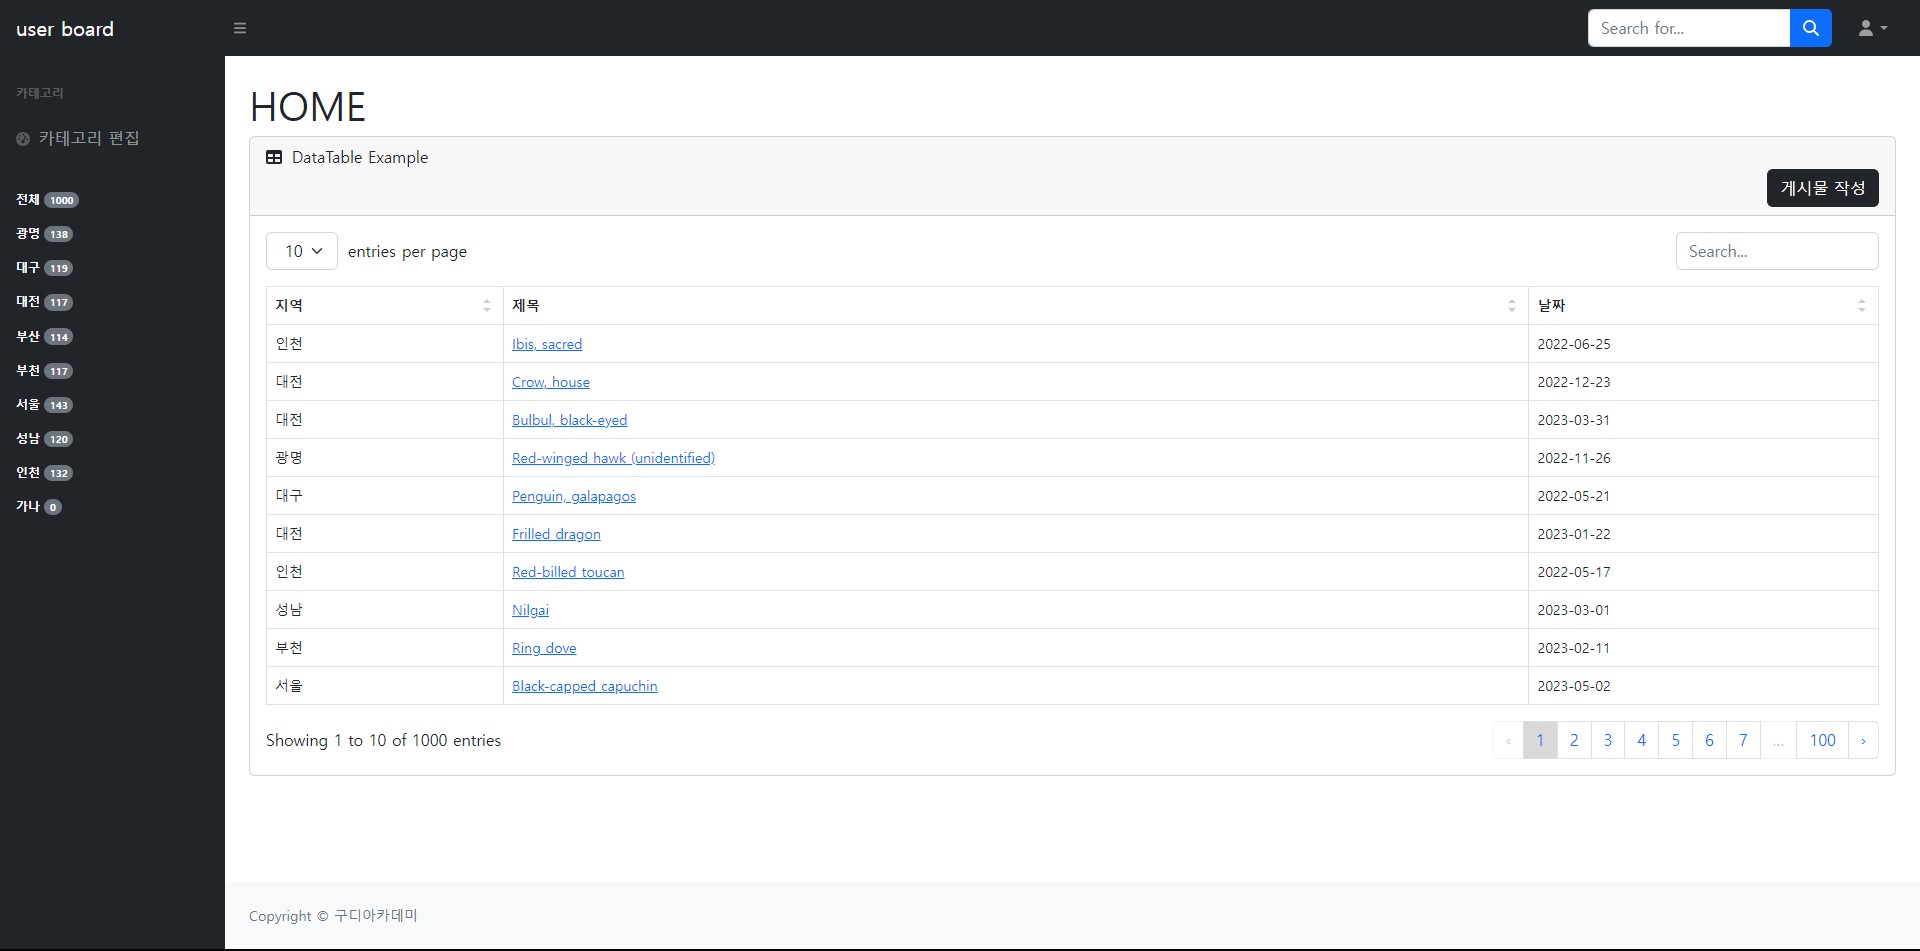 user board
Search for...
카테고리
카테고리 편집
전체 1000
광명 138
대구 119
대전 117
부산 114
부천 117
서울 143
성남 120
인천 132
가나 0
HOME
DataTable Example
게시물 작성
10 entries per page
Search...
지역 제목 날짜
인천 Ibis, sacred 2022-06-25
대전 Crow, house 2022-12-23
대전 Bulbul, black-eyed 2023-03-31
광명 Red-winged hawk (unidentified) 2022-11-26
대구 Penguin, galapagos 2022-05-21
대전 Frilled dragon 2023-01-22
인천 Red-billed toucan 2022-05-17
성남 Nilgai 2023-03-01
부천 Ring dove 2023-02-11
서울 Black-capped capuchin 2023-05-02
Showing 1 to 10 of 1000 entries
‹ 1 2 3 4 5 6 7 ... 100 ›
Copyright © 구디아카데미